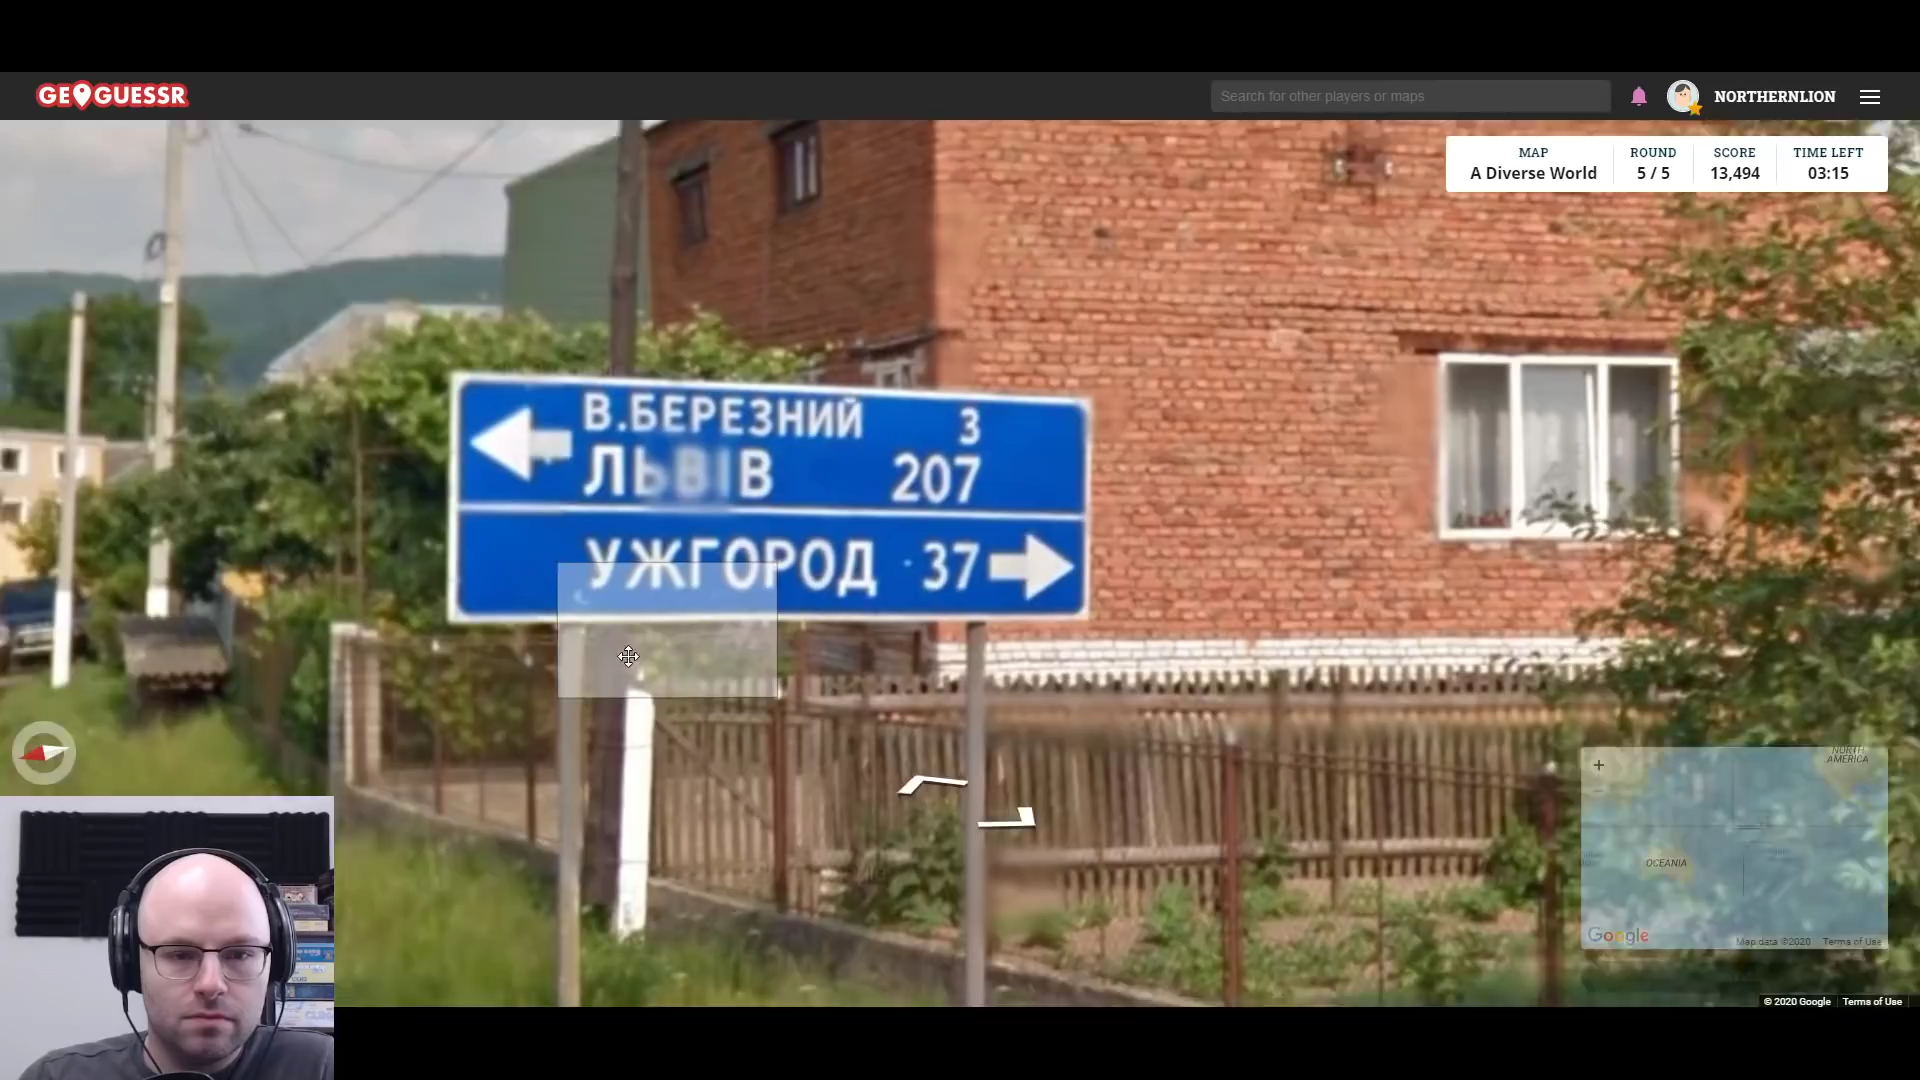 GEOGUESSR
Search for other players or maps
NORTHERNLION
MAP ROUND SCORE TIME LEFT
A Diverse World 5 / 5 13,494 03:15
В.БЕРЕЗНИЙ 3
ЛЬВІВ 207
УЖГОРОД 37
NORTH
AMERICA
+
OCEANIA
Google
Map data ©2020 Terms of Use
© 2020 Google Terms of Use